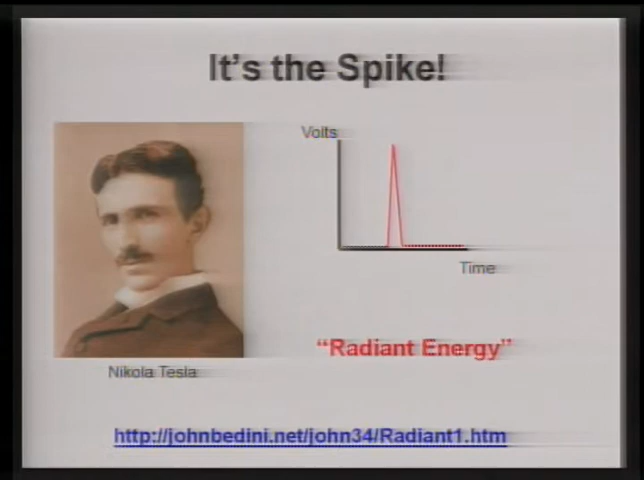 It's the Spike!
Volts
Time
"Radiant Energy"
Nikola Tesla
http://johnbedini.net/john34/Radiant1.htm